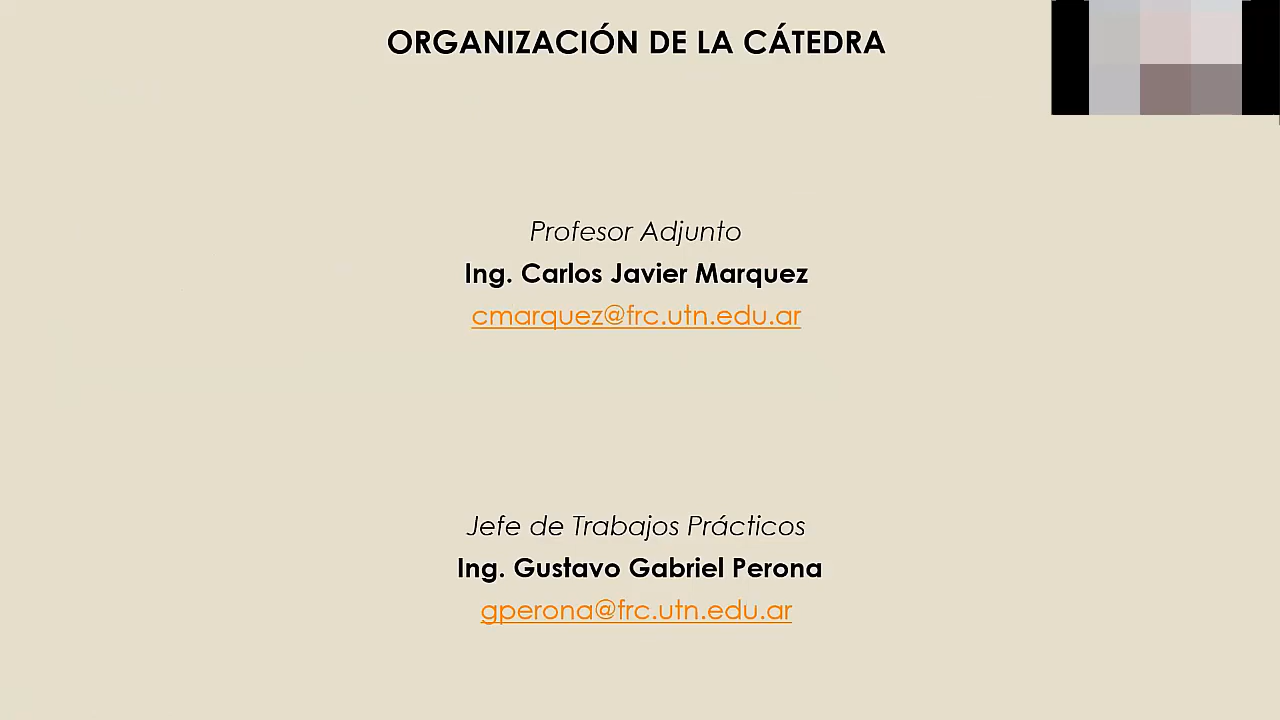 ORGANIZACIÓN DE LA CÁTEDRA
Profesor Adjunto
Ing. Carlos Javier Marquez
cmarquez@frc.utn.edu.ar
Jefe de Trabajos Prácticos
Ing. Gustavo Gabriel Perona
gperona@frc.utn.edu.ar